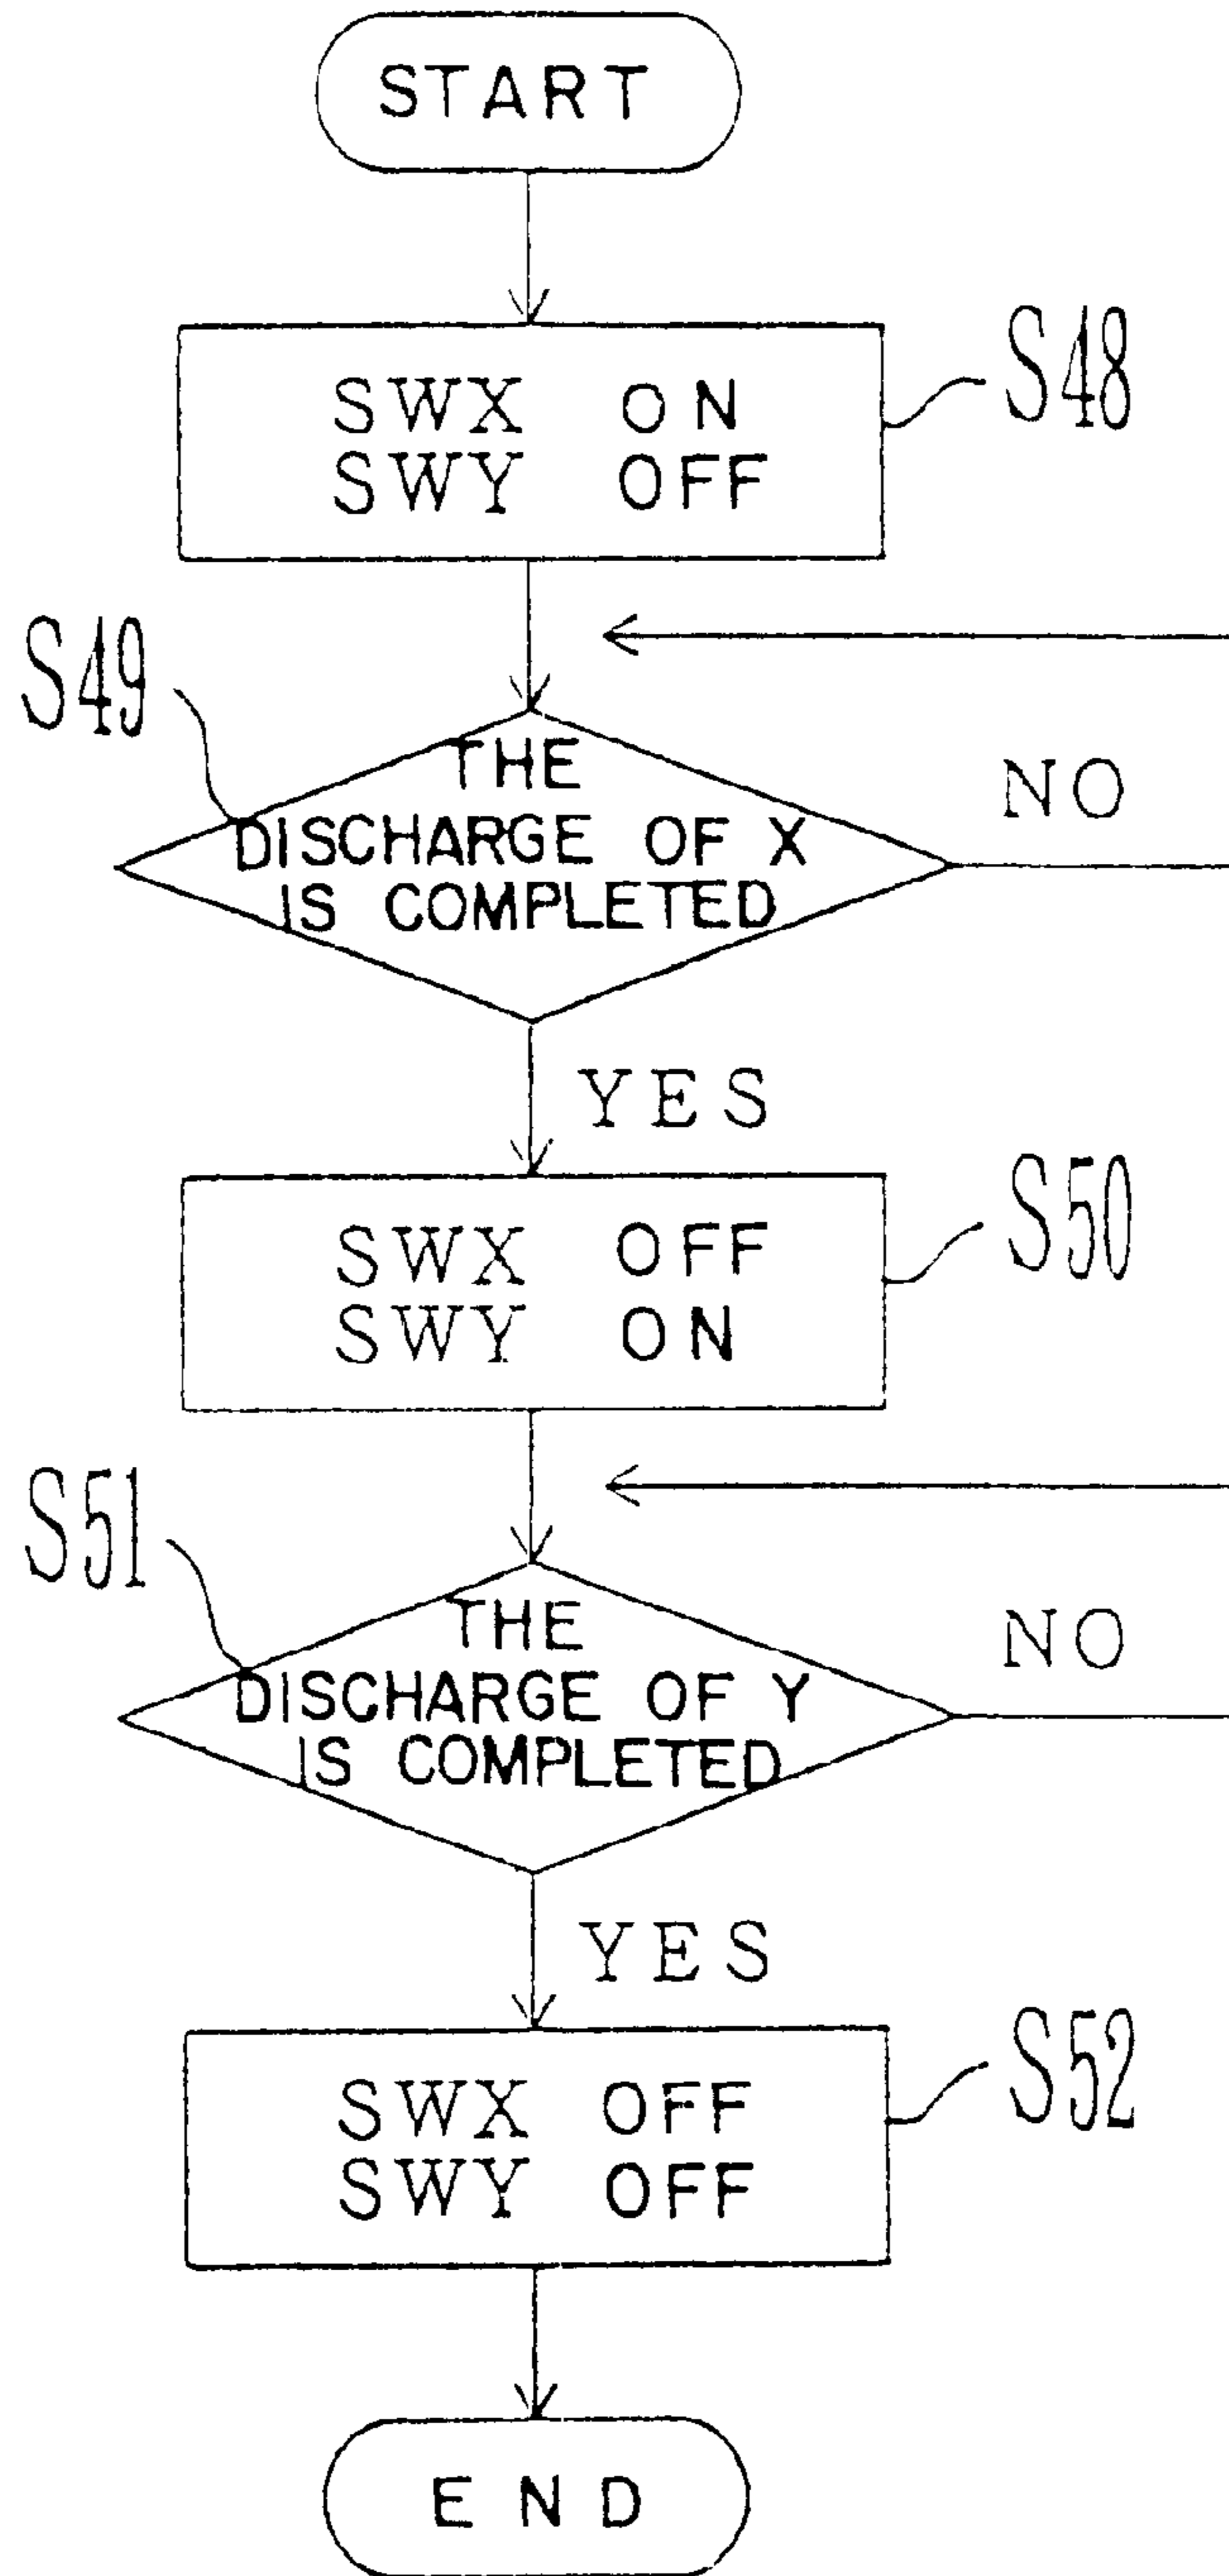 START
SWX ON
SWY OFF
S48
S49
THE
DISCHARGE OF X
IS COMPLETED
NO
YES
SWX OFF
SWY ON
S50
S51
THE
DISCHARGE OF Y
IS COMPLETED
NO
YES
SWX OFF
SWY OFF
S52
END